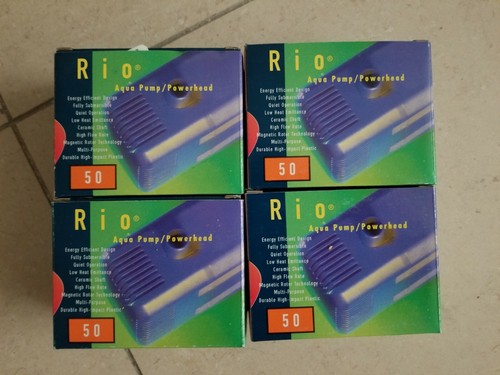 Rio®
Aqua Pump/Powerhead
Energy Efficient Design
Fully Submersible
Quiet Operation
Low Heat Emittance
Ceramic Shaft
High Flow Rate
Magnetic Rotor Technology
Multi-Purpose
Durable High-Impact Plastic
50
Rio®
Aqua Pump/Powerhead
Energy Efficient Design
Fully Submersible
Quiet Operation
Low Heat Emittance
Ceramic Shaft
High Flow Rate
Magnetic Rotor Technology
Multi-Purpose
Durable High-Impact Plastic
50
Rio®
Aqua Pump/Powerhead
Energy Efficient Design
Fully Submersible
Quiet Operation
Low Heat Emittance
Ceramic Shaft
High Flow Rate
Magnetic Rotor Technology
Multi-Purpose
Durable High-Impact Plastic
50
Rio®
Aqua Pump/Powerhead
Energy Efficient Design
Fully Submersible
Quiet Operation
Low Heat Emittance
Ceramic Shaft
High Flow Rate
Magnetic Rotor Technology
Multi-Purpose
Durable High-Impact Plastic
50